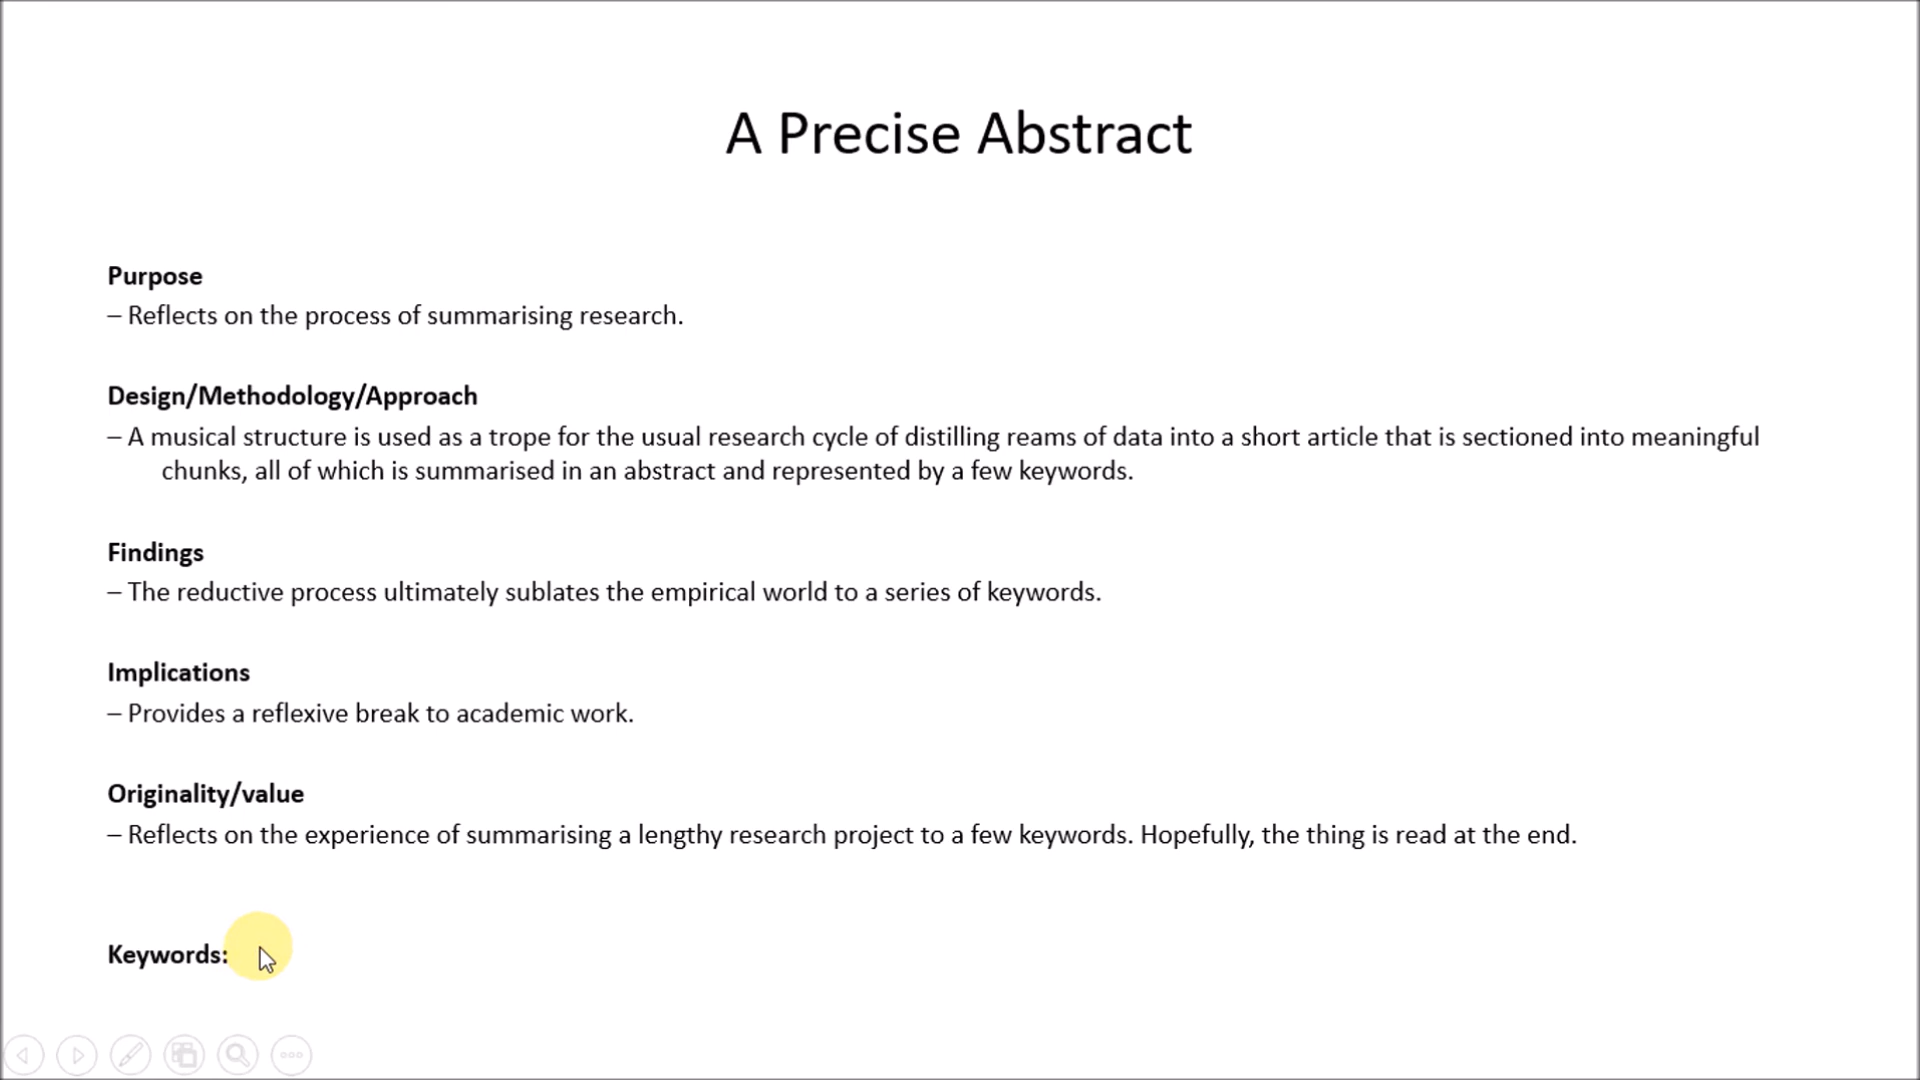 A Precise Abstract
Purpose
– Reflects on the process of summarising research.
Design/Methodology/Approach
– A musical structure is used as a trope for the usual research cycle of distilling reams of data into a short article that is sectioned into meaningful
chunks, all of which is summarised in an abstract and represented by a few keywords.
Findings
– The reductive process ultimately sublates the empirical world to a series of keywords.
Implications
– Provides a reflexive break to academic work.
Originality/value
– Reflects on the experience of summarising a lengthy research project to a few keywords. Hopefully, the thing is read at the end.
Keywords: